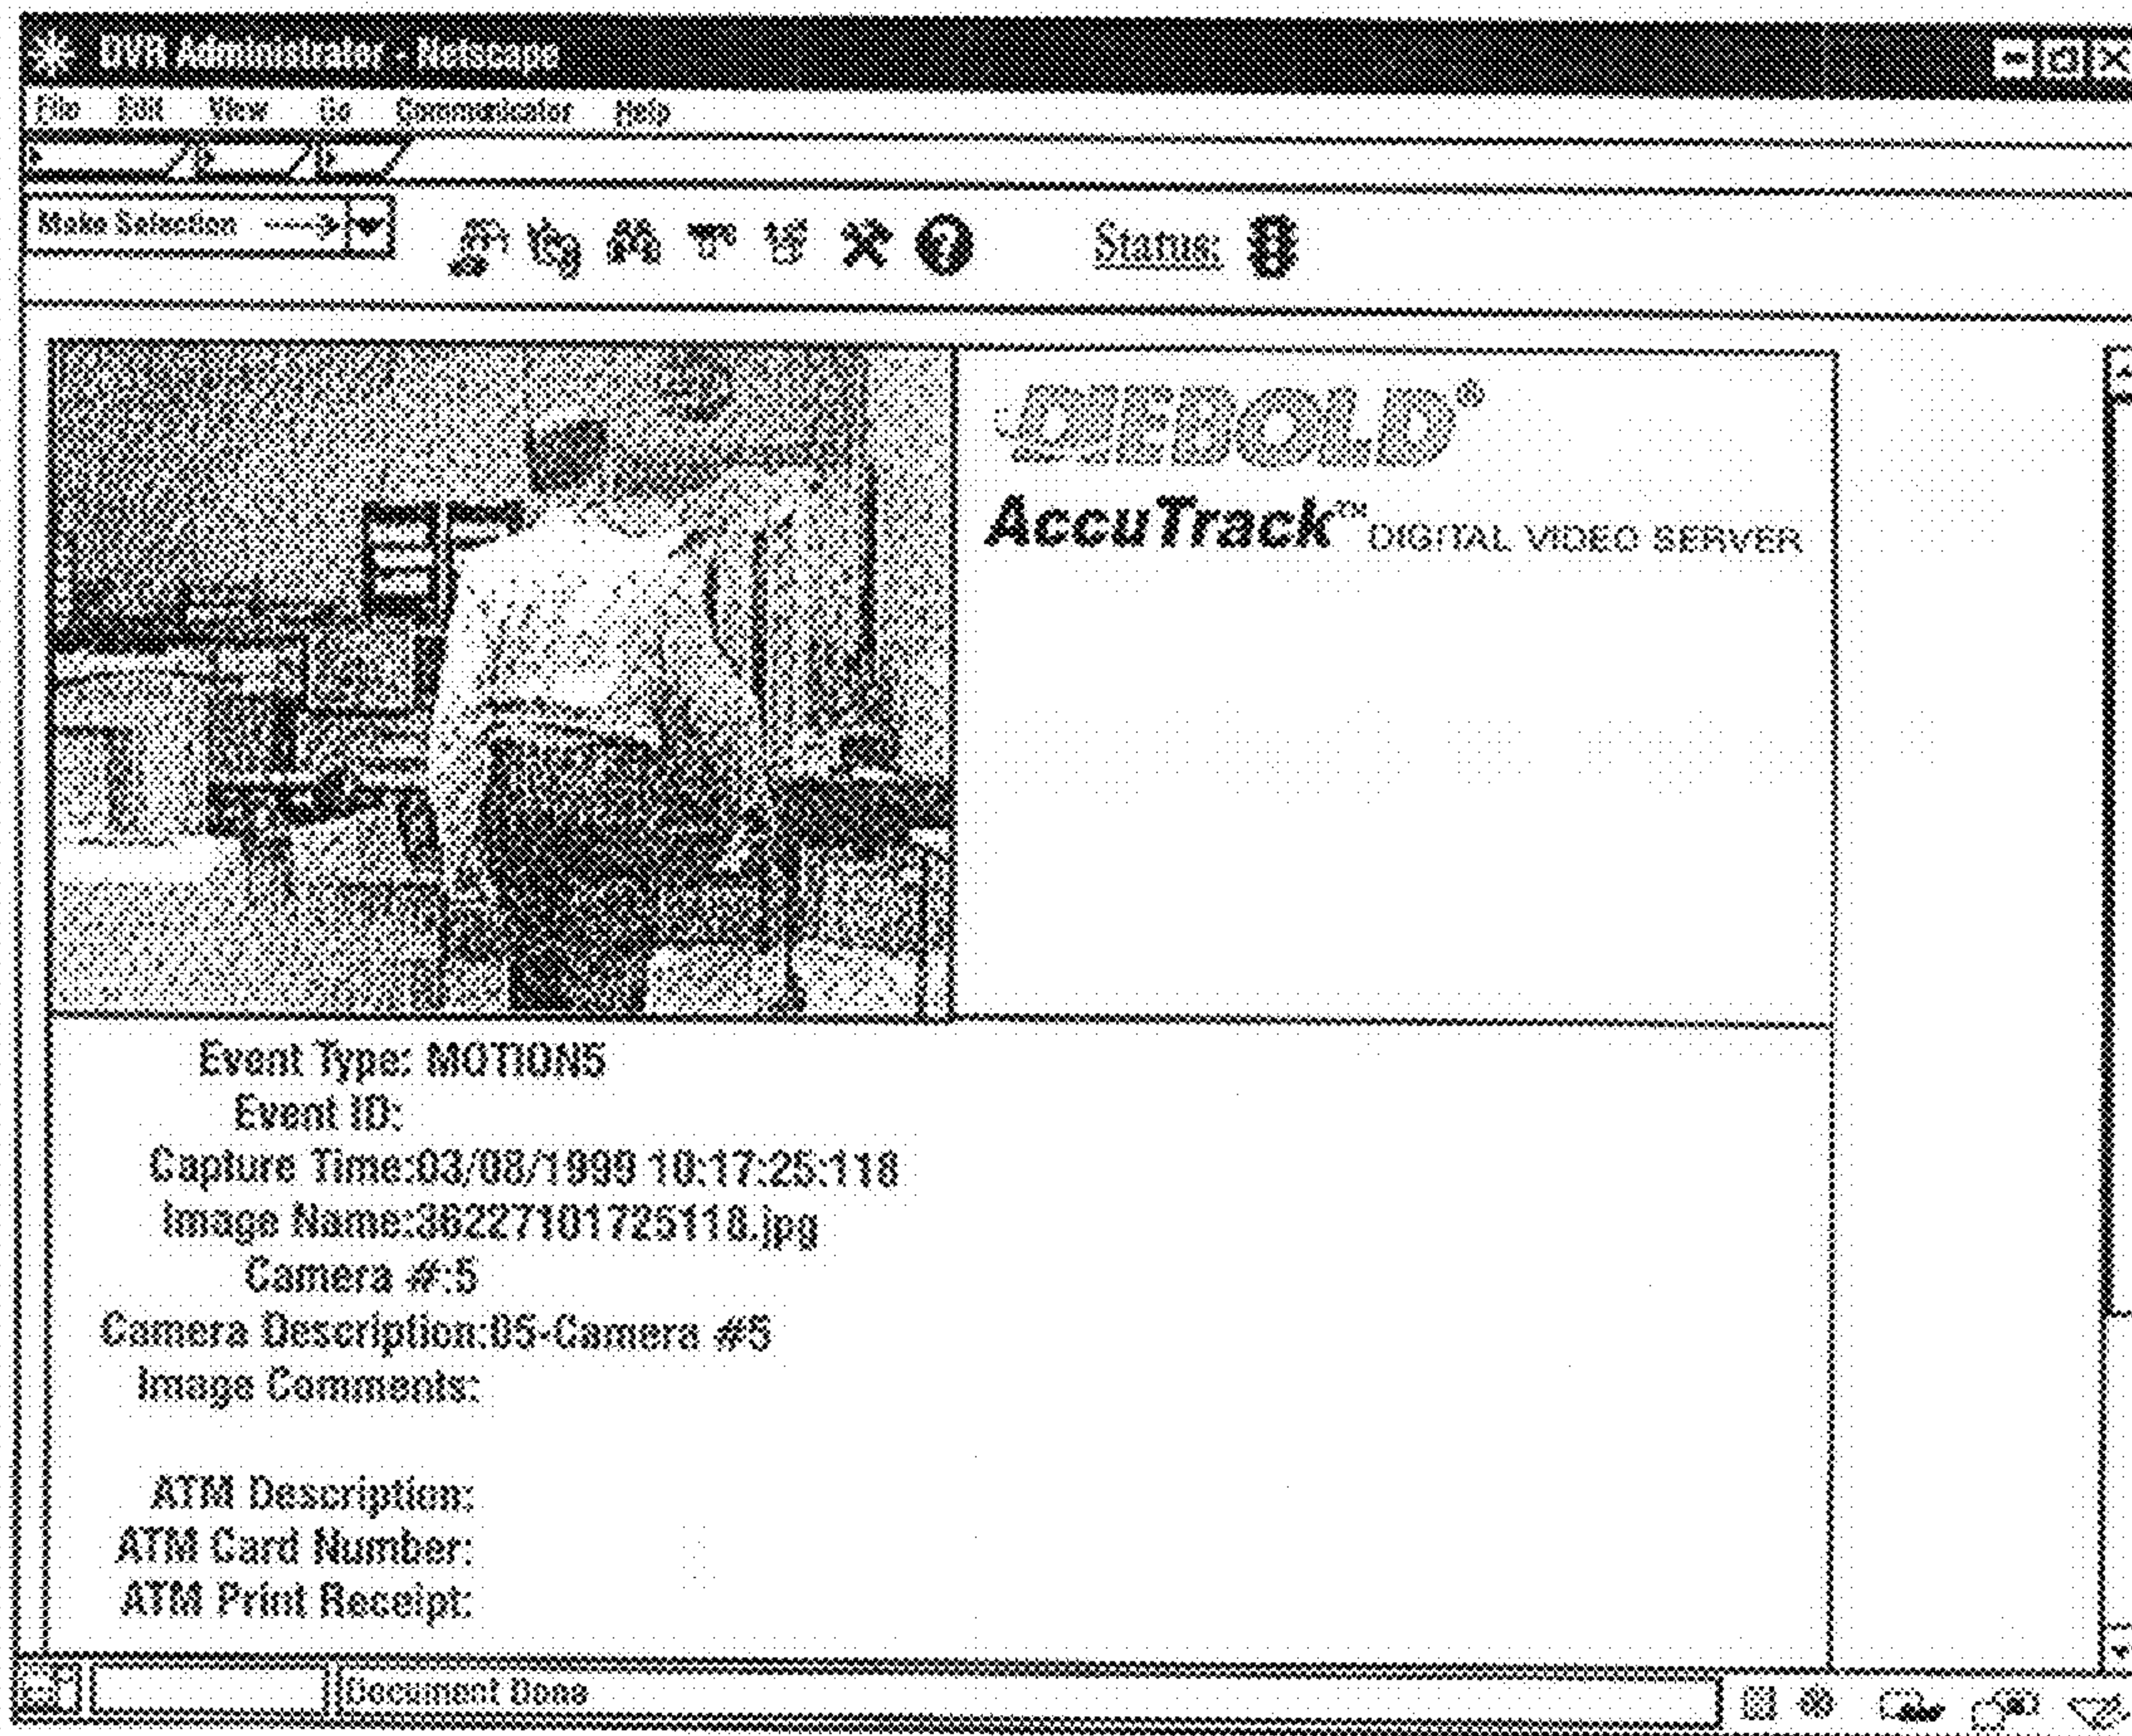 DVR Administrator - Netscape
File Edit View Go Communicator Help
Make Selection
Status:
DIEBOLD®
AccuTrack™ DIGITAL VIDEO SERVER
Event Type: MOTION5
Event ID:
Capture Time:03/08/1999 10:17:25:118
Image Name:36227101725118.jpg
Camera #:5
Camera Description:05-Camera #5
Image Comments:
ATM Description:
ATM Card Number:
ATM Print Receipt:
Document Done